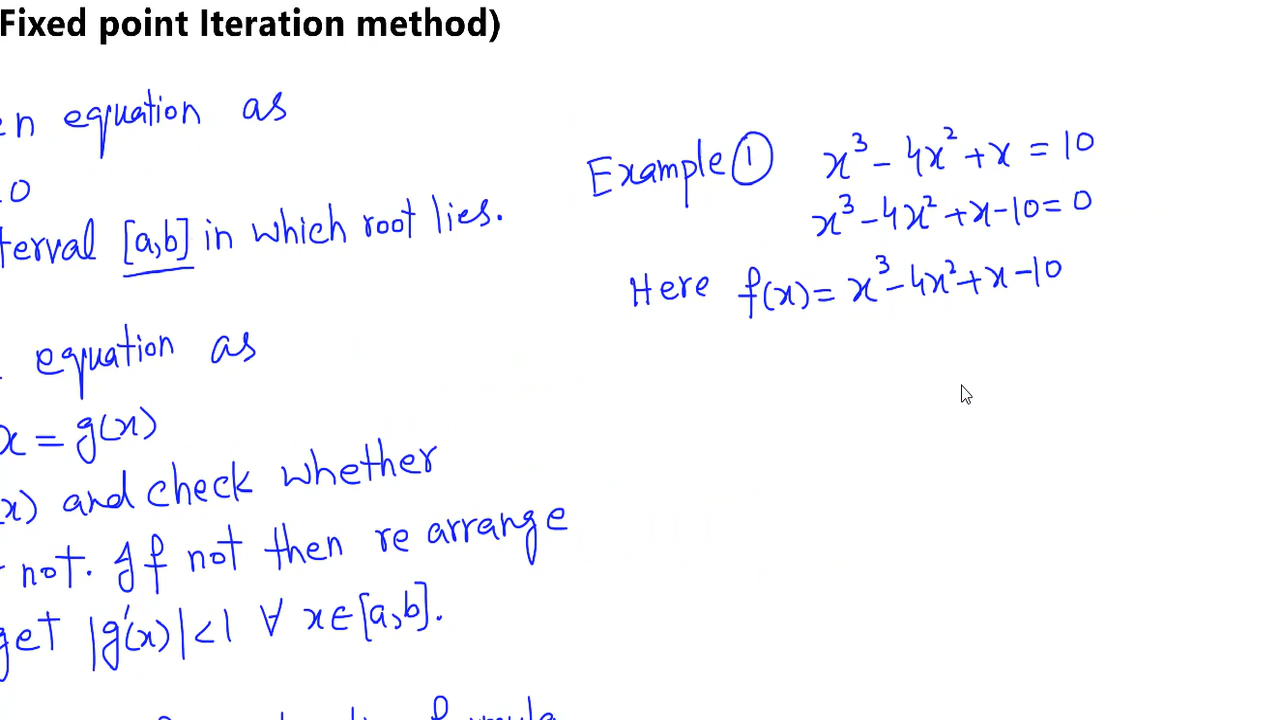 Fixed point Iteration method)
en equation as
0
terval [a,b] in which root lies.
equation as
x = g(x)
(x) and check whether
not. If not then re arrange
get |g'(x)| < 1 ∀ x ∈ [a,b].
Example ① x³ - 4x² + x = 10
x³ - 4x² + x - 10 = 0
Here f(x) = x³ - 4x² + x - 10